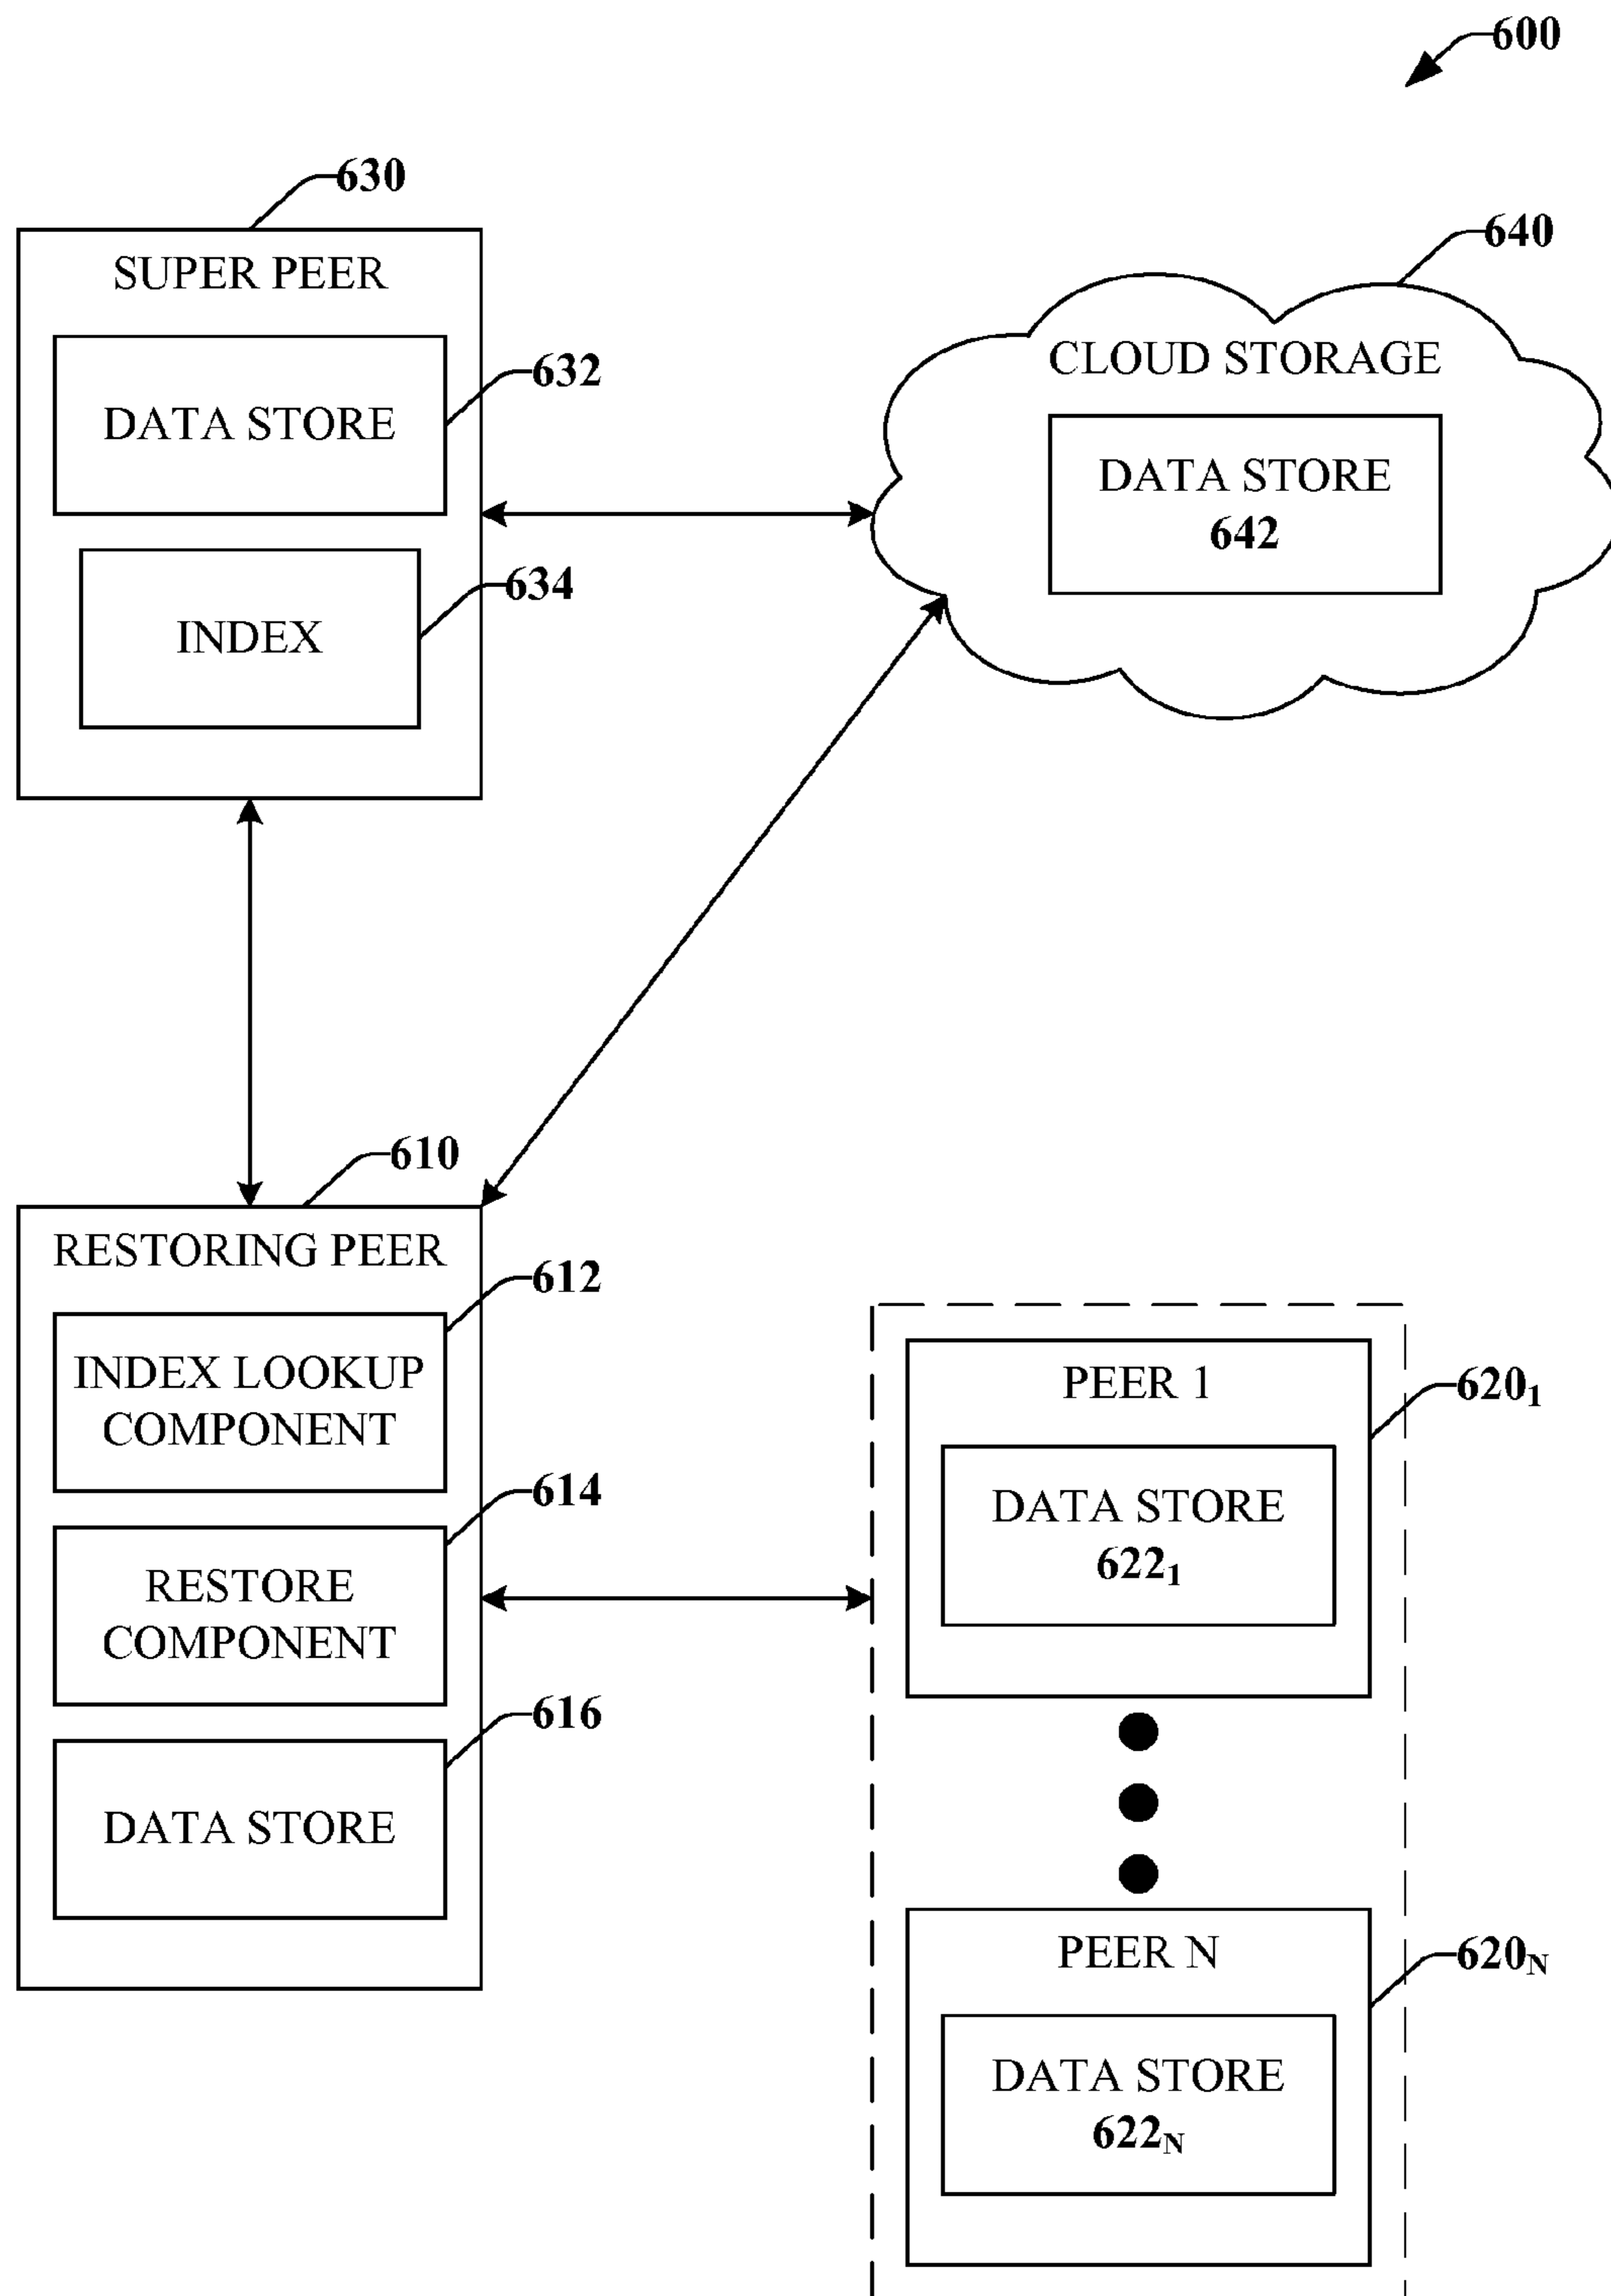 600
630
SUPER PEER
632
DATA STORE
634
INDEX
640
CLOUD STORAGE
DATA STORE
642
610
RESTORING PEER
612
INDEX LOOKUP
COMPONENT
614
RESTORE
COMPONENT
616
DATA STORE
PEER 1
620₁
DATA STORE
622₁
PEER N
620N
DATA STORE
622N